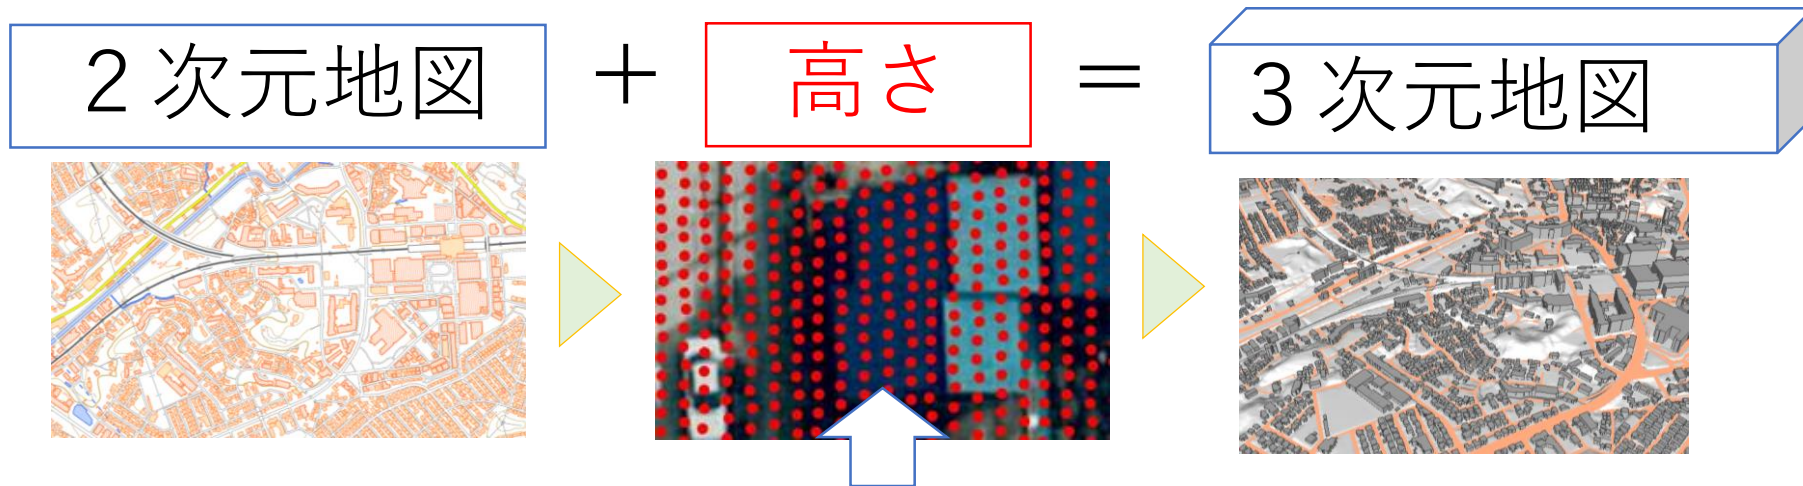 ２次元地図 + 高さ = ３次元地図